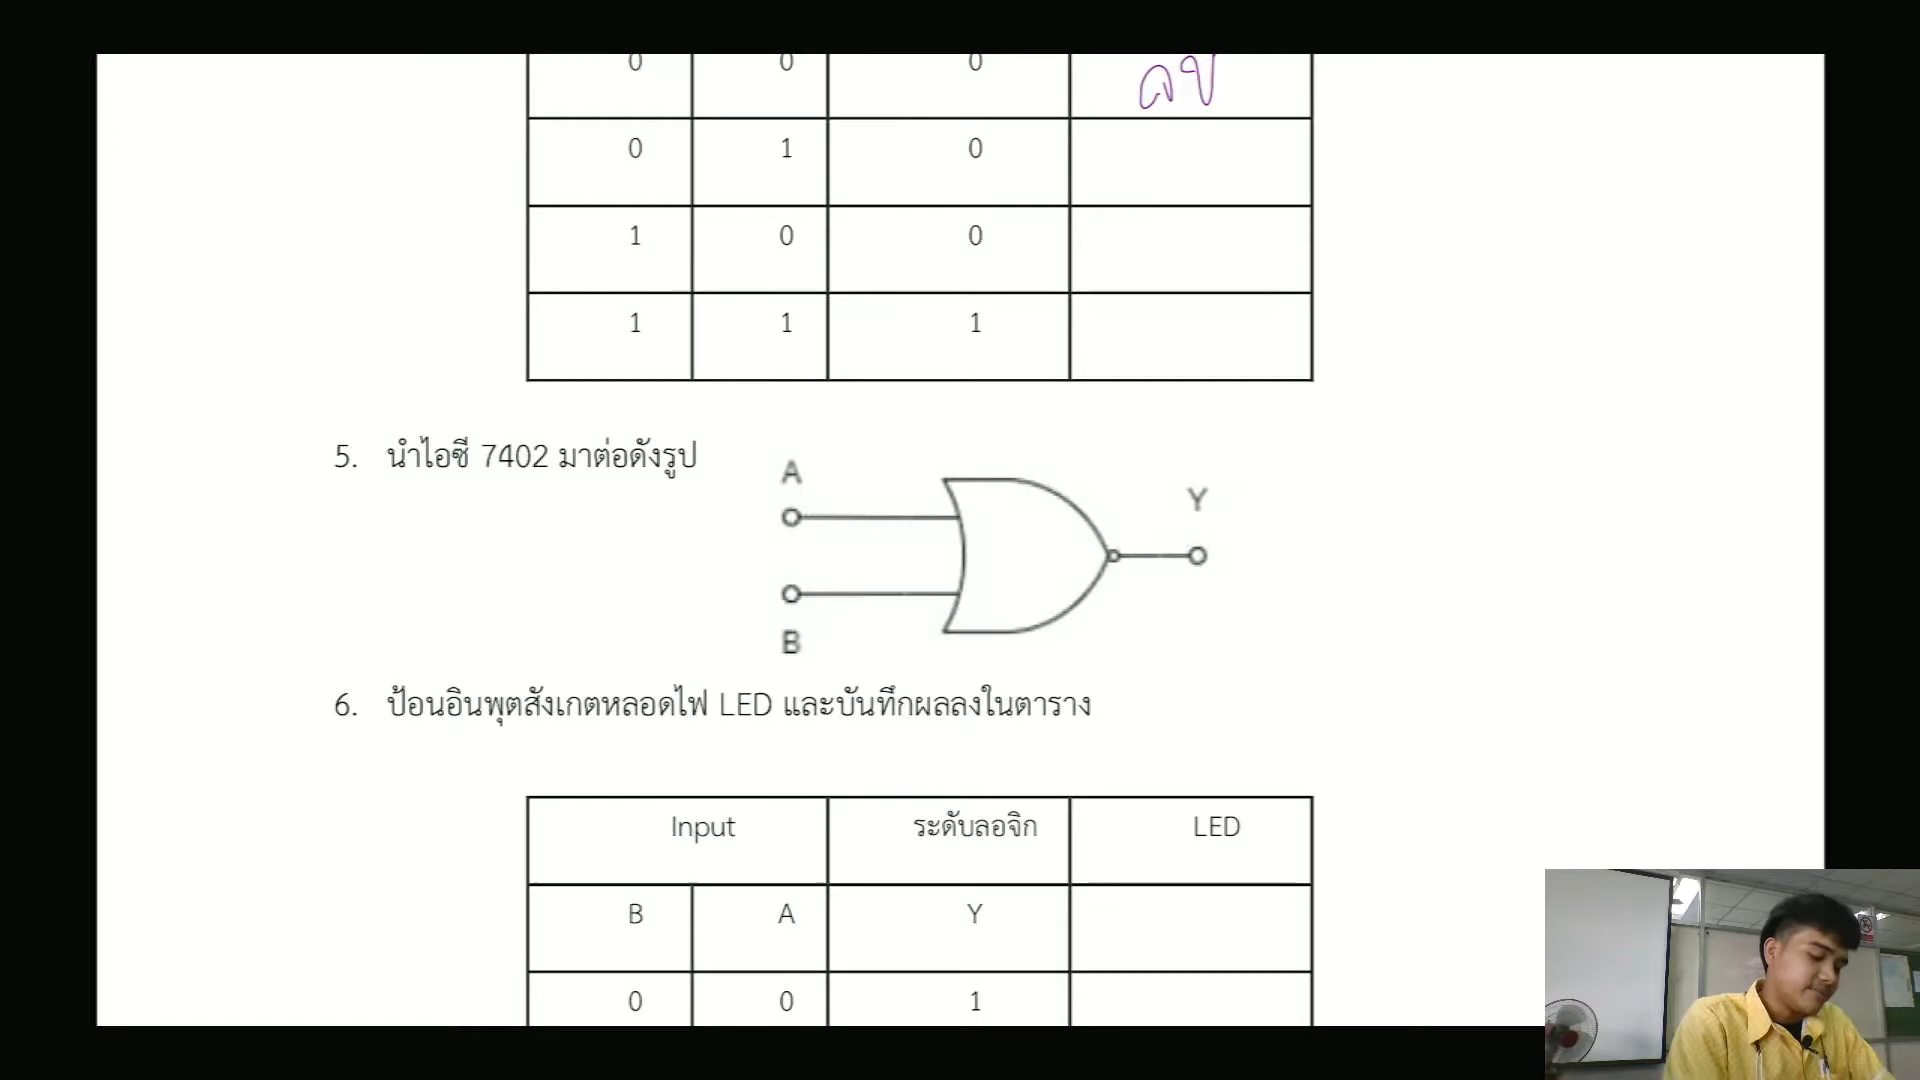 0 0 0 ดับ
0 1 0
1 0 0
1 1 1
5. นำไอซี 7402 มาต่อดังรูป
A
Y
B
6. ป้อนอินพุตสังเกตหลอดไฟ LED และบันทึกผลลงในตาราง
Input ระดับลอจิก LED
B A Y
0 0 1